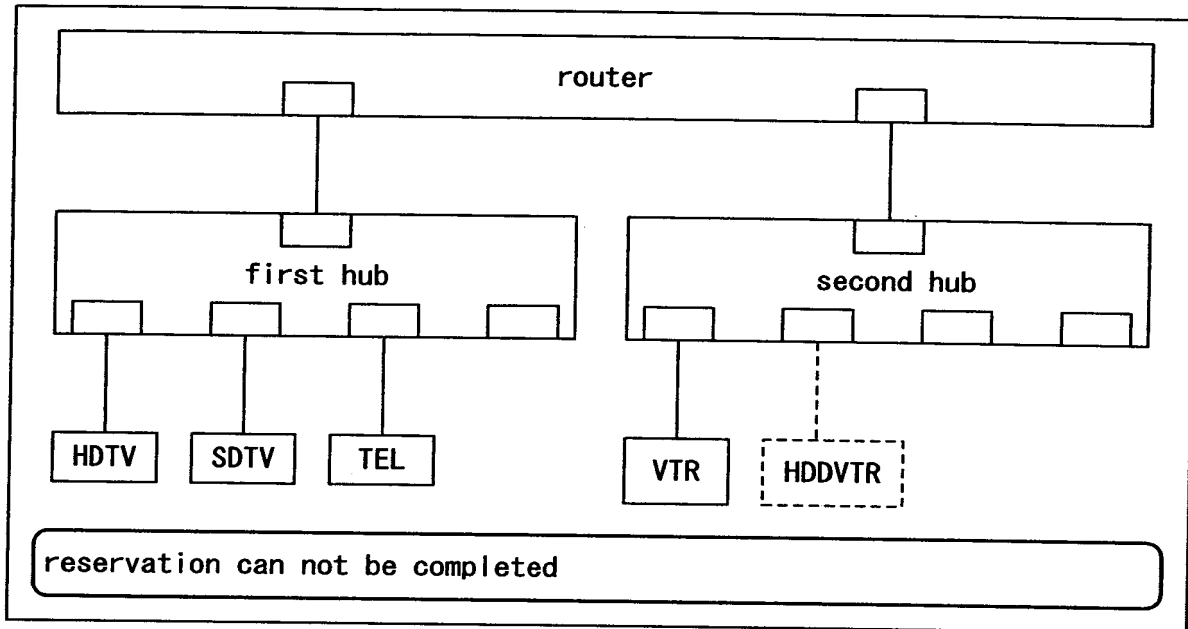 router
first hub
second hub
HDTV
SDTV
TEL
VTR
HDDVTR
reservation can not be completed